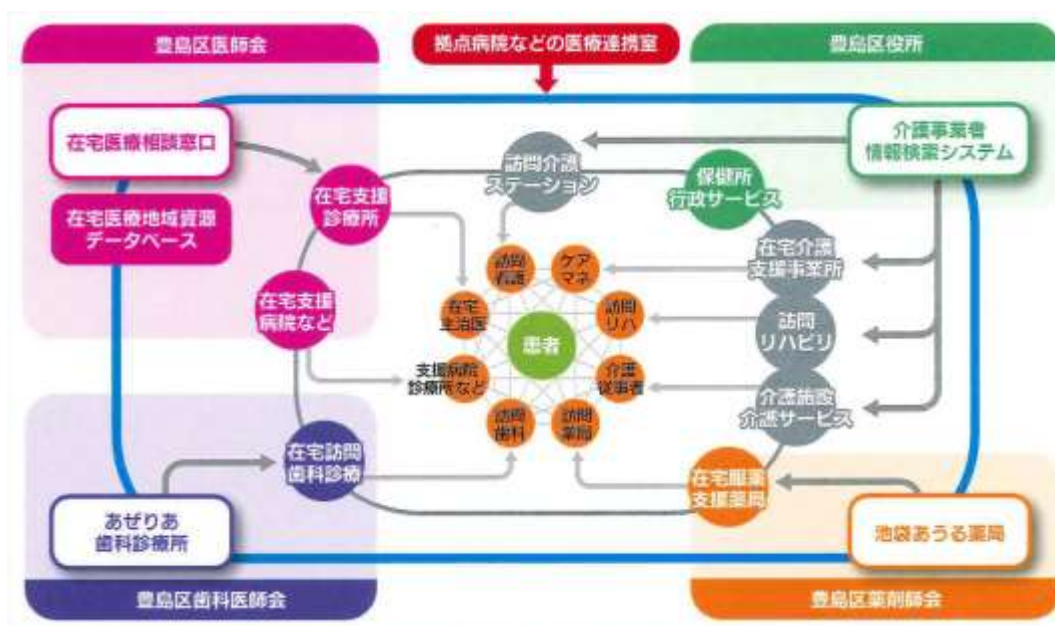 豊島区医師会
拠点病院などの医療連携室
豊島区役所
在宅医療相談窓口
介護事業者
情報検索システム
在宅医療地域資源
データベース
在宅支援
診療所
訪問介護
ステーション
保健所
行政サービス
在宅介護
支援事業所
訪問
看護
ケア
マネ
在宅支援
病院など
在宅
主治医
訪問
リハ
患者
訪問
リハビリ
支援病院
診療所など
介護
従事者
介護施設
介護サービス
訪問
歯科
訪問
薬局
在宅訪問
歯科診療
在宅服薬
支援薬局
あぜりあ
歯科診療所
池袋あうる薬局
豊島区歯科医師会
豊島区薬剤師会